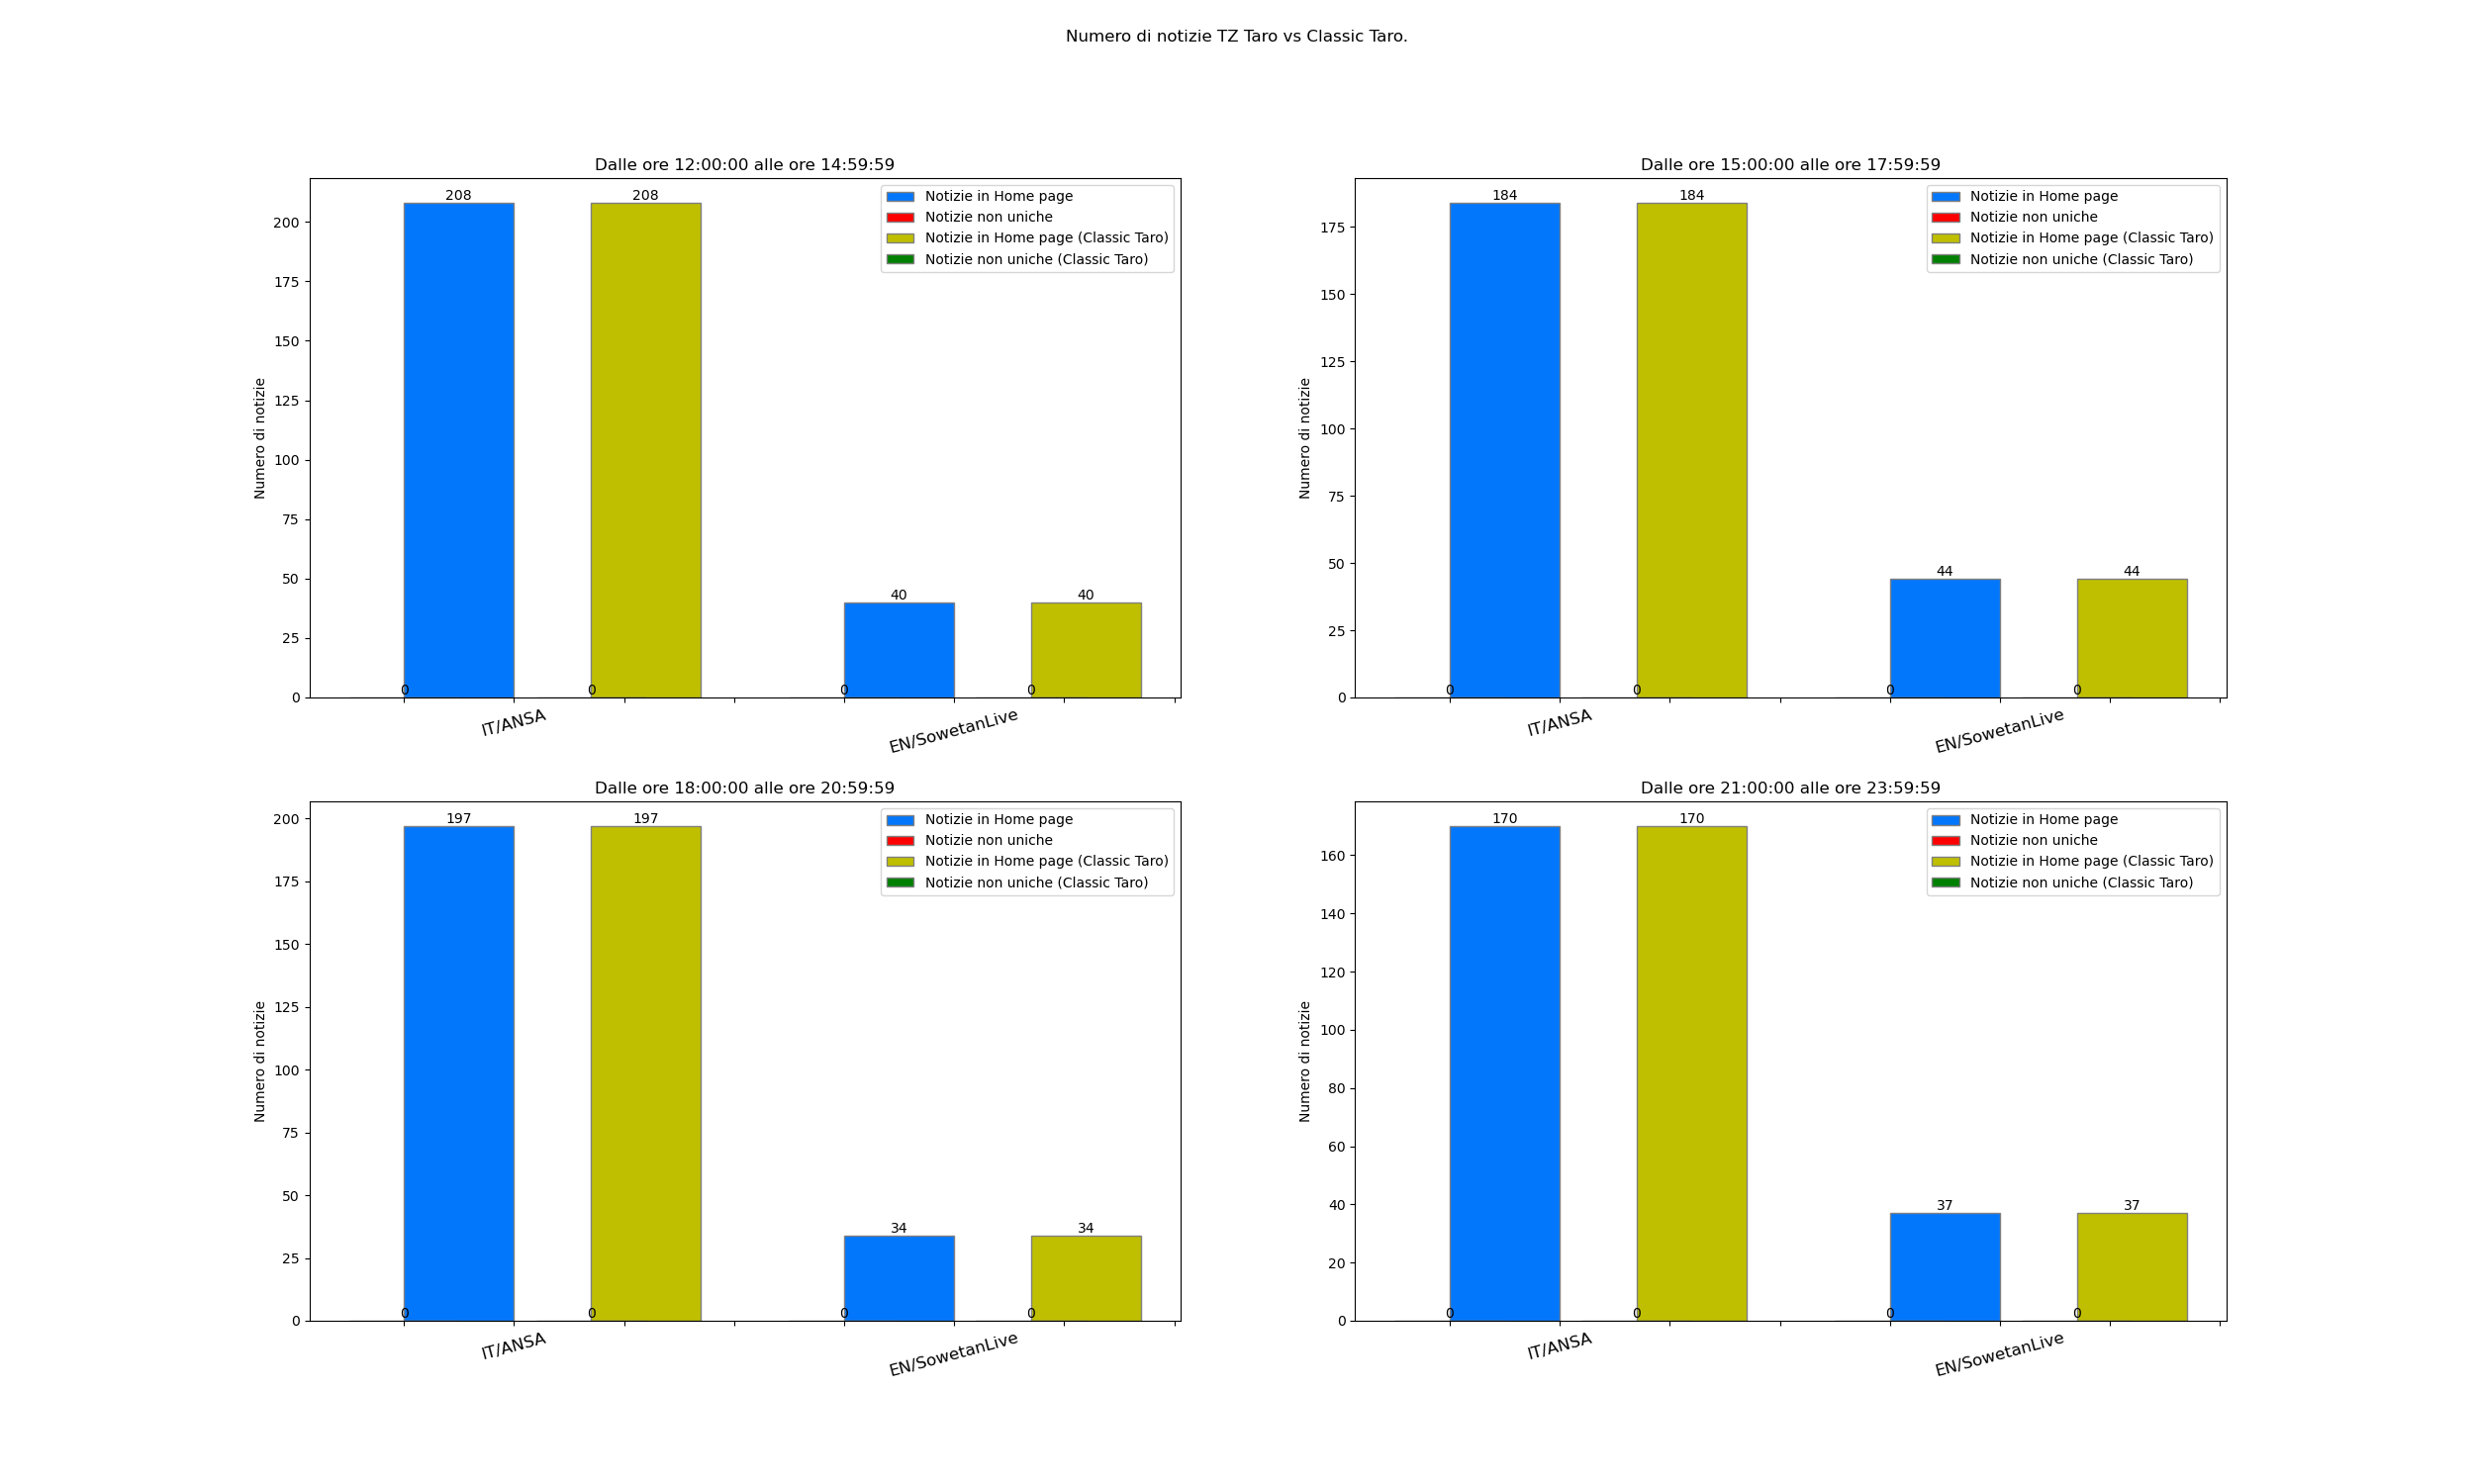 Numero di notizie TZ Taro vs Classic Taro.
Dalle ore 12:00:00 alle ore 14:59:59
Numero di notizie
200
175
150
125
100
75
50
25
0
208
208
40
40
0
0
0
0
Notizie in Home page
Notizie non uniche
Notizie in Home page (Classic Taro)
Notizie non uniche (Classic Taro)
IT/ANSA
EN/SowetanLive
Dalle ore 15:00:00 alle ore 17:59:59
Numero di notizie
175
150
125
100
75
50
25
0
184
184
44
44
0
0
0
0
Notizie in Home page
Notizie non uniche
Notizie in Home page (Classic Taro)
Notizie non uniche (Classic Taro)
IT/ANSA
EN/SowetanLive
Dalle ore 18:00:00 alle ore 20:59:59
Numero di notizie
200
175
150
125
100
75
50
25
0
197
197
34
34
0
0
0
0
Notizie in Home page
Notizie non uniche
Notizie in Home page (Classic Taro)
Notizie non uniche (Classic Taro)
IT/ANSA
EN/SowetanLive
Dalle ore 21:00:00 alle ore 23:59:59
Numero di notizie
160
140
120
100
80
60
40
20
0
170
170
37
37
0
0
0
0
Notizie in Home page
Notizie non uniche
Notizie in Home page (Classic Taro)
Notizie non uniche (Classic Taro)
IT/ANSA
EN/SowetanLive